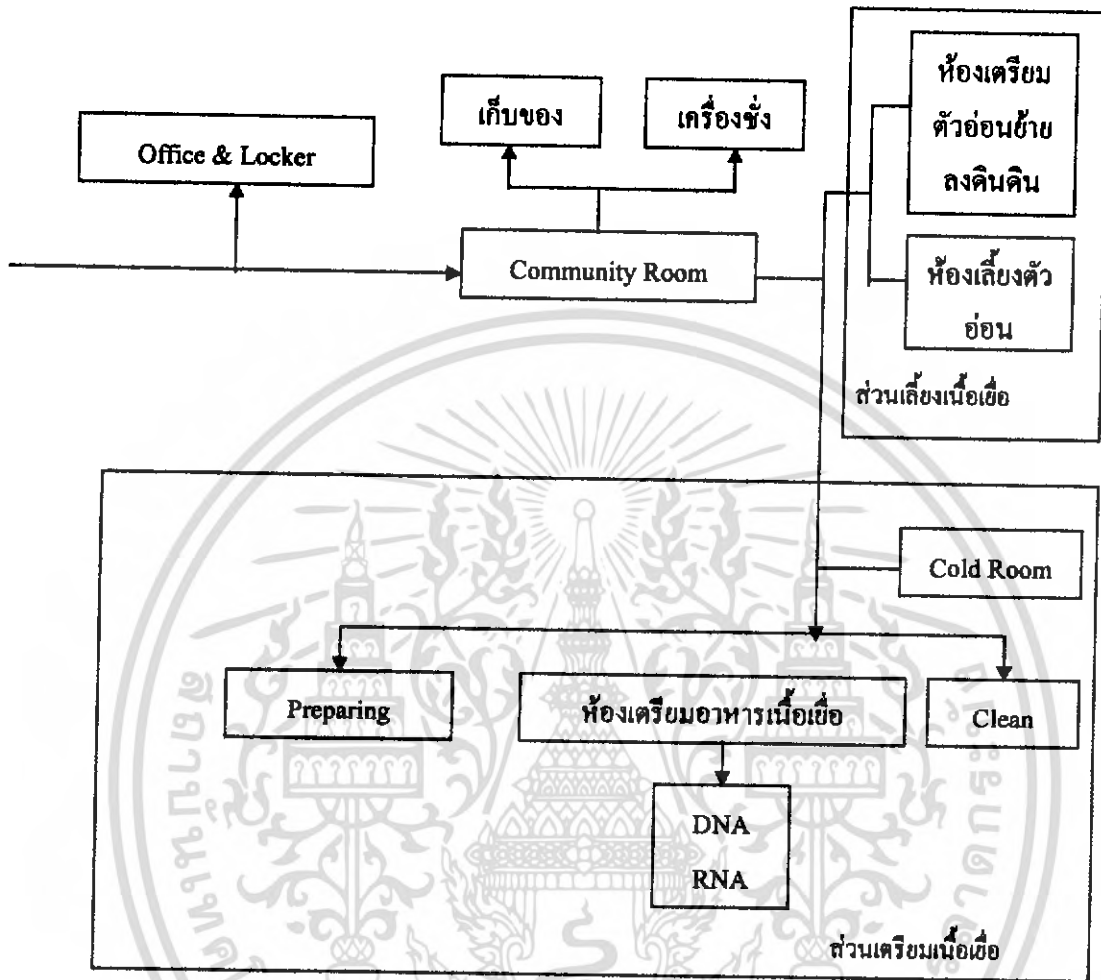 ห้องเตรียม
ตัวอ่อนย้าย
ลงดินดิน
เก็บของ
เครื่องชั่ง
Office & Locker
Community Room
ห้องเลี้ยงตัว
อ่อน
ส่วนเลี้ยงเนื้อเยื่อ
Cold Room
Preparing
ห้องเตรียมอาหารเนื้อเยื่อ
Clean
DNA
RNA
ส่วนเตรียมเนื้อเยื่อ